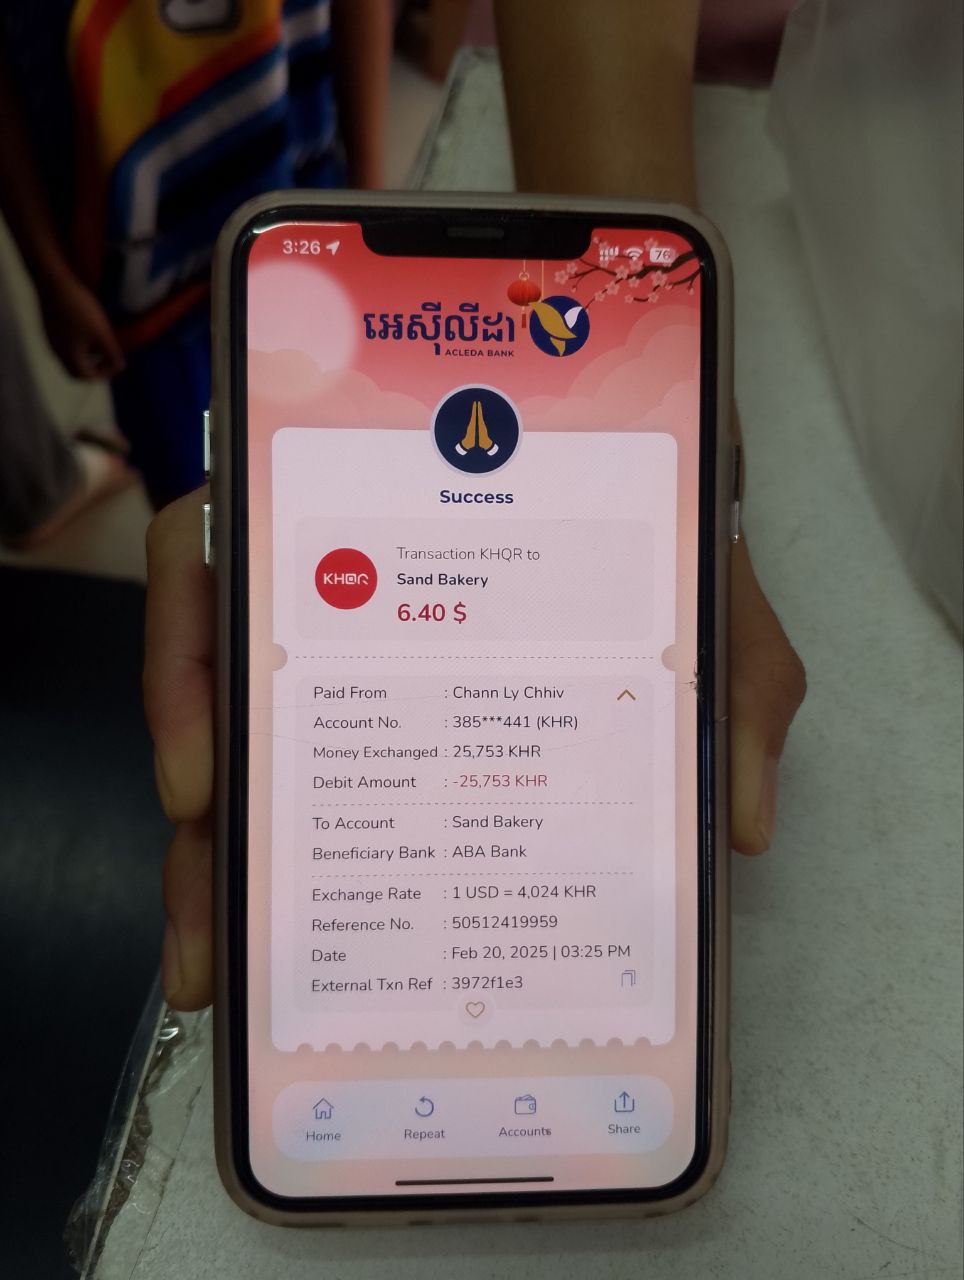 3:26
76
អេស៊ីលីដា
ACLEDA BANK
Success
KHQR
Transaction KHQR to
Sand Bakery
6.40 $
Paid From : Chann Ly Chhiv
Account No. : 385***441 (KHR)
Money Exchanged : 25,753 KHR
Debit Amount : -25,753 KHR
To Account : Sand Bakery
Beneficiary Bank : ABA Bank
Exchange Rate : 1 USD = 4,024 KHR
Reference No. : 50512419959
Date : Feb 20, 2025 | 03:25 PM
External Txn Ref : 3972f1e3
Home Repeat Accounts Share